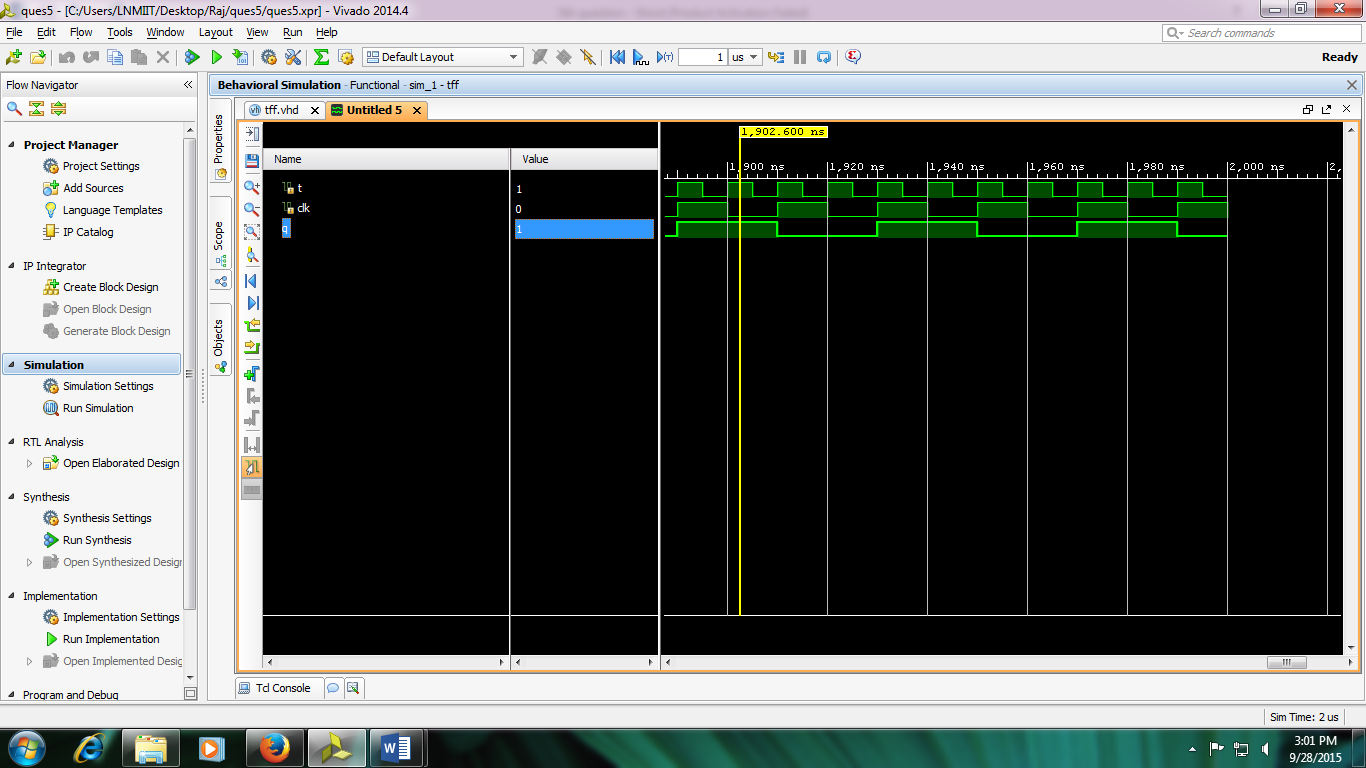 ques5 - [C:/Users/LNMIIT/Desktop/Raj/ques5/ques5.xpr] - Vivado 2014.4
File Edit Flow Tools Window Layout View Run Help
Search commands
Default Layout
1 us
Ready
Flow Navigator
Behavioral Simulation - Functional - sim_1 - tff
Project Manager
Project Settings
Add Sources
Language Templates
IP Catalog
IP Integrator
Create Block Design
Open Block Design
Generate Block Design
Simulation
Simulation Settings
Run Simulation
RTL Analysis
Open Elaborated Design
Synthesis
Synthesis Settings
Run Synthesis
Open Synthesized Design
Implementation
Implementation Settings
Run Implementation
Open Implemented Desig
Program and Debug
Properties
Scope
Objects
tff.vhd
Untitled 5
1,902.600 ns
Name Value
1,900 ns 1,920 ns 1,940 ns 1,960 ns 1,980 ns 2,000 ns 2,
t 1
clk 0
q 1
Tcl Console
Sim Time: 2 us
3:01 PM
9/28/2015